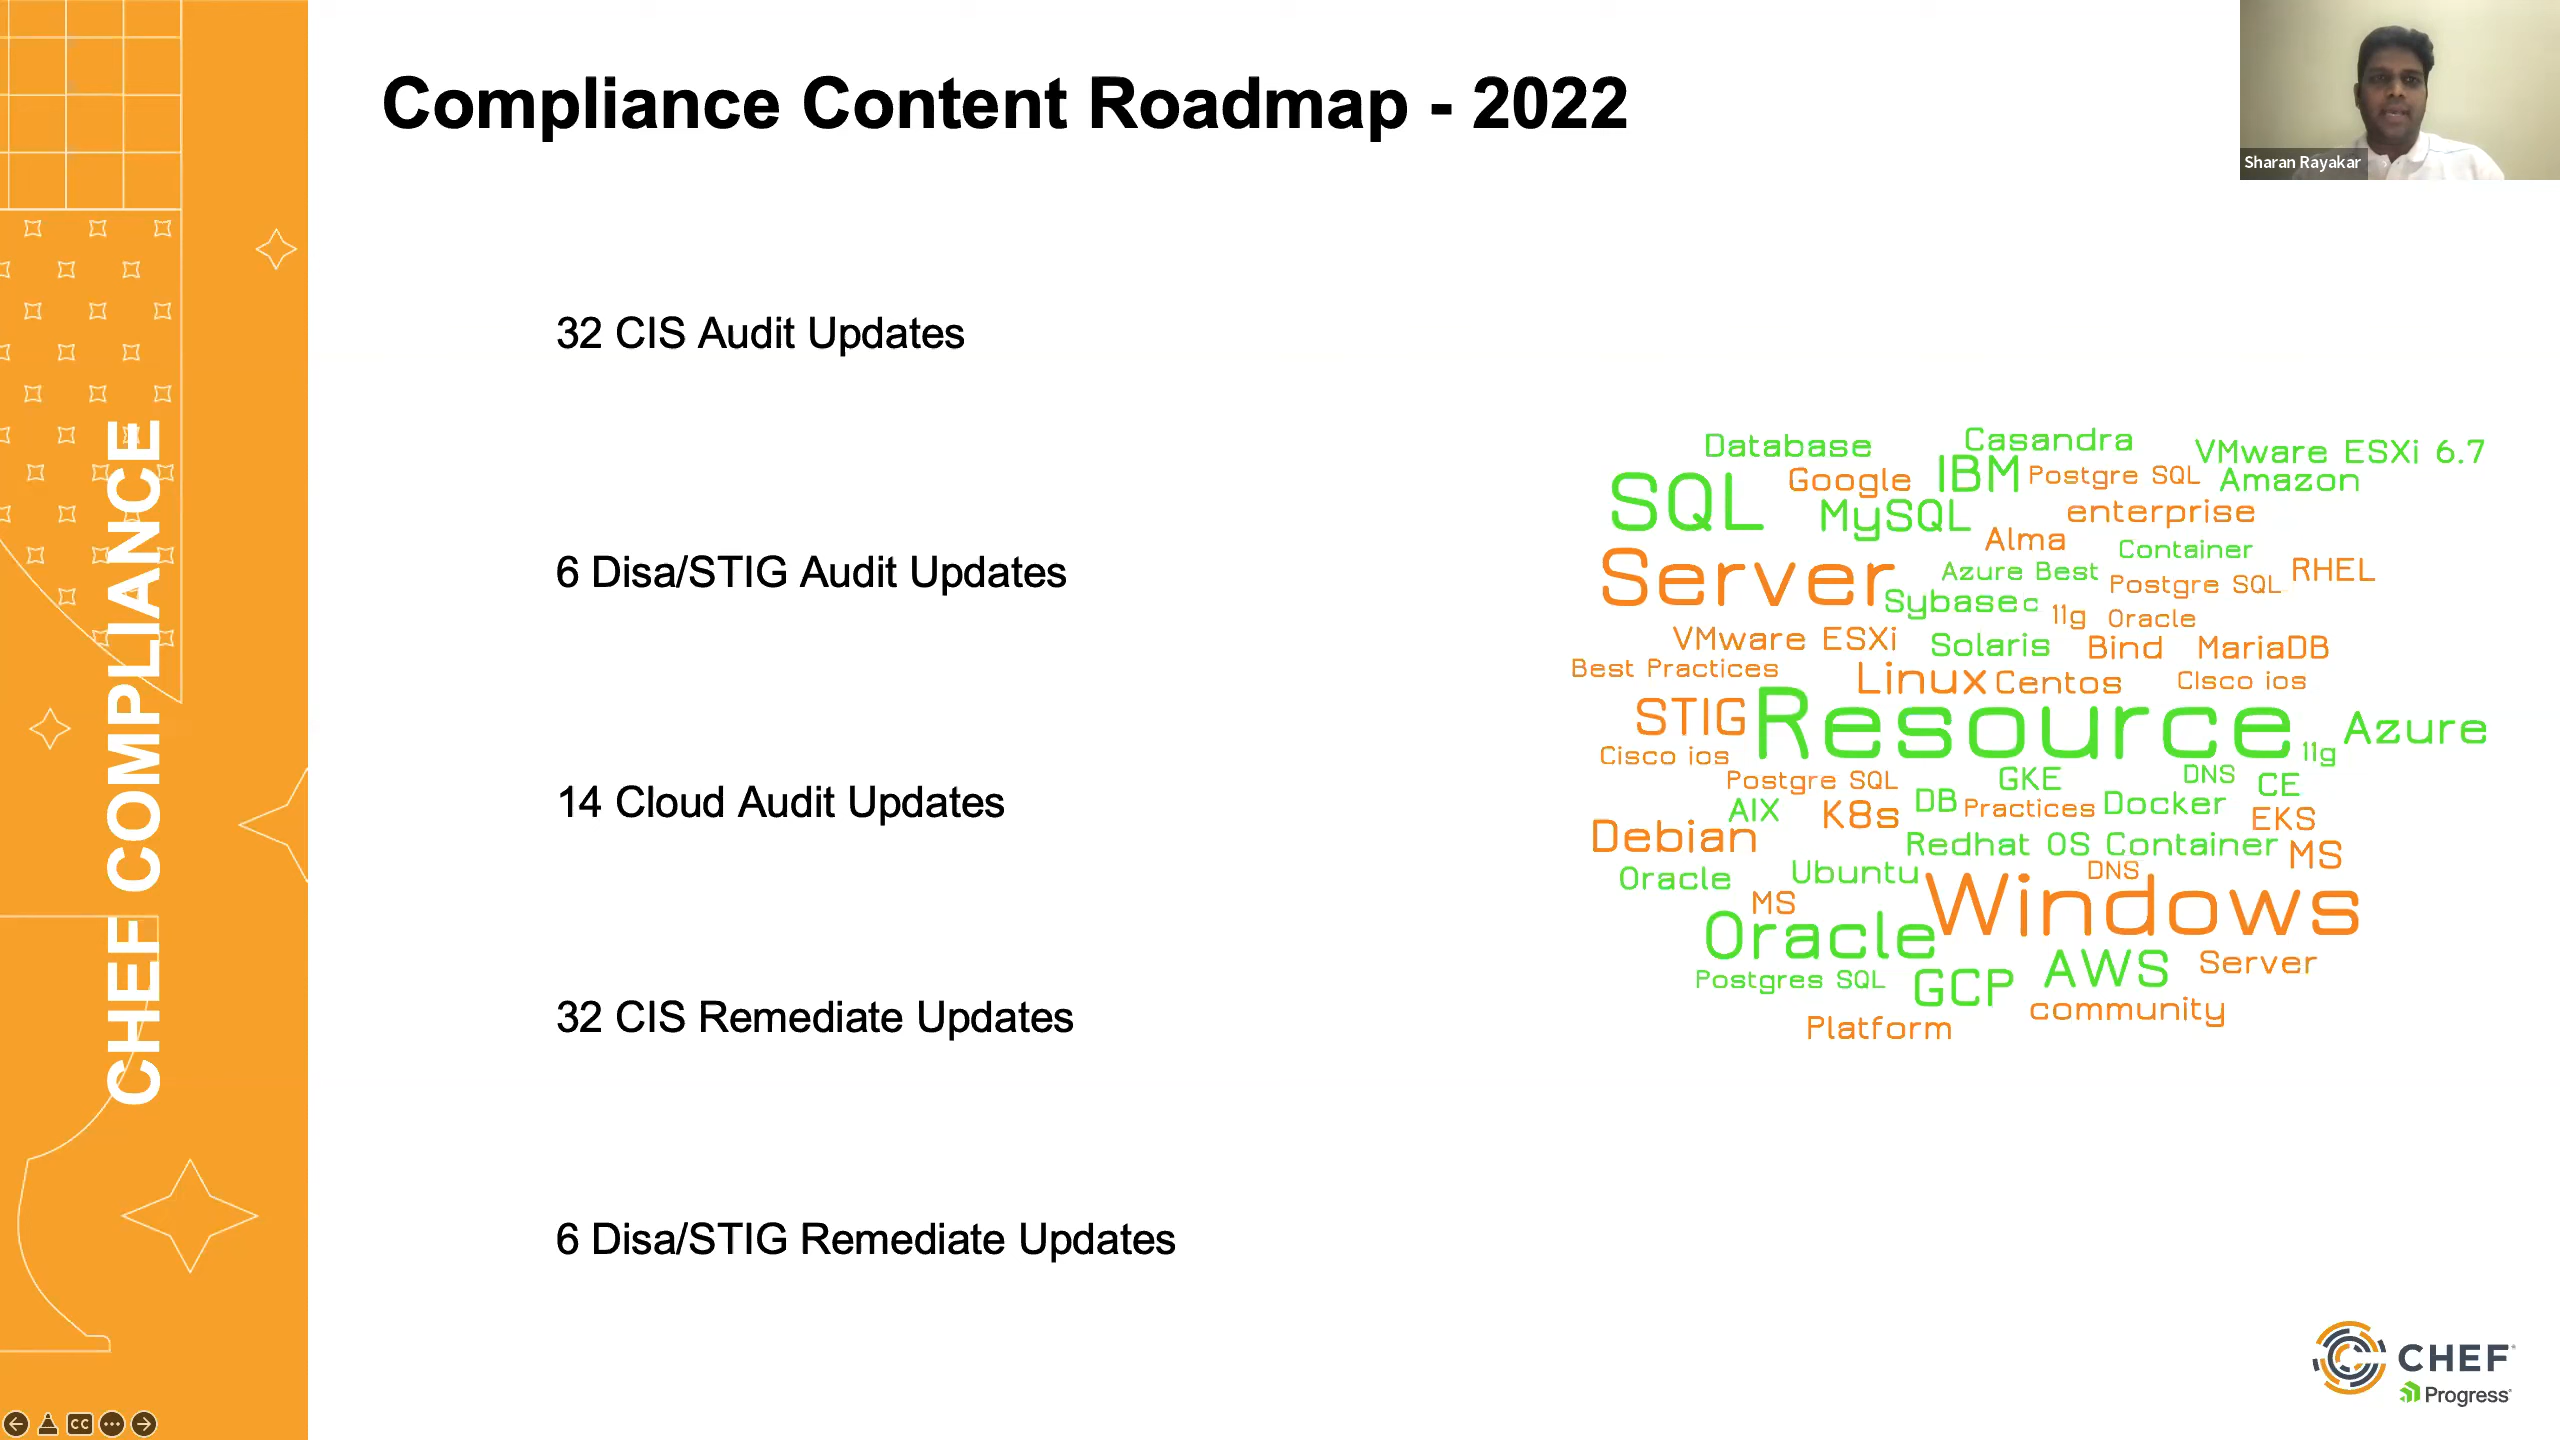 Compliance Content Roadmap - 2022
Sharan Rayakar
CHEF COMPLIANCE
32 CIS Audit Updates
6 Disa/STIG Audit Updates
14 Cloud Audit Updates
32 CIS Remediate Updates
6 Disa/STIG Remediate Updates
Database Casandra VMware ESXi 6.7
SQL Google IBM Postgre SQL Amazon
MySQL enterprise
Alma Container
Server Azure Best Postgre SQL RHEL
Sybasec 11g Oracle
VMware ESXi Solaris Bind MariaDB
Best Practices Linux Centos CIsco ios
STIG Resource Azure
Cisco ios 11g
Postgre SQL GKE DNS CE
AIX K8s DB Practices Docker EKS
Debian Redhat OS Container MS
Oracle Ubuntu DNS
MS Windows
Oracle AWS Server
Postgres SQL GCP community
Platform
CHEF
Progress
CC